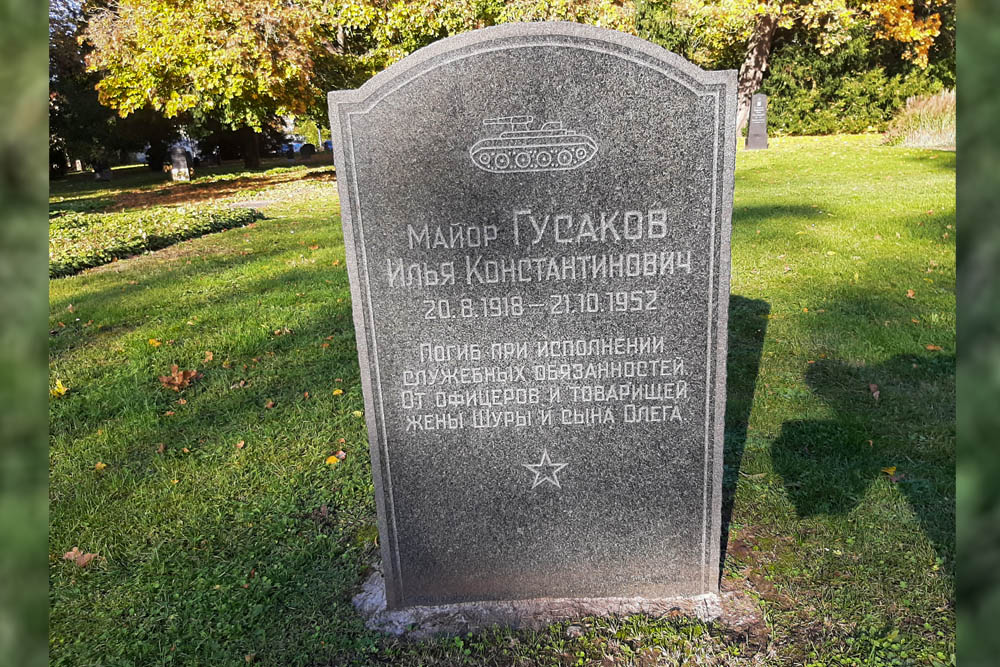 Майор Гусаков
Илья Константинович
20.8.1918 — 21.10.1952
Погиб при исполнении
служебных обязанностей.
От офицеров и товарищей
жены Шуры и сына Олега.